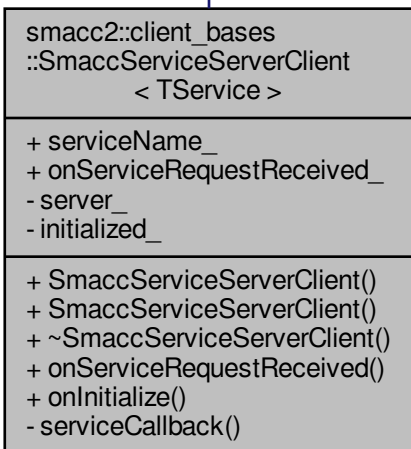 smacc2::client_bases
::SmaccServiceServerClient
< TService >
+ serviceName_
+ onServiceRequestReceived_
- server_
- initialized_
+ SmaccServiceServerClient()
+ SmaccServiceServerClient()
+ ~SmaccServiceServerClient()
+ onServiceRequestReceived()
+ onInitialize()
- serviceCallback()